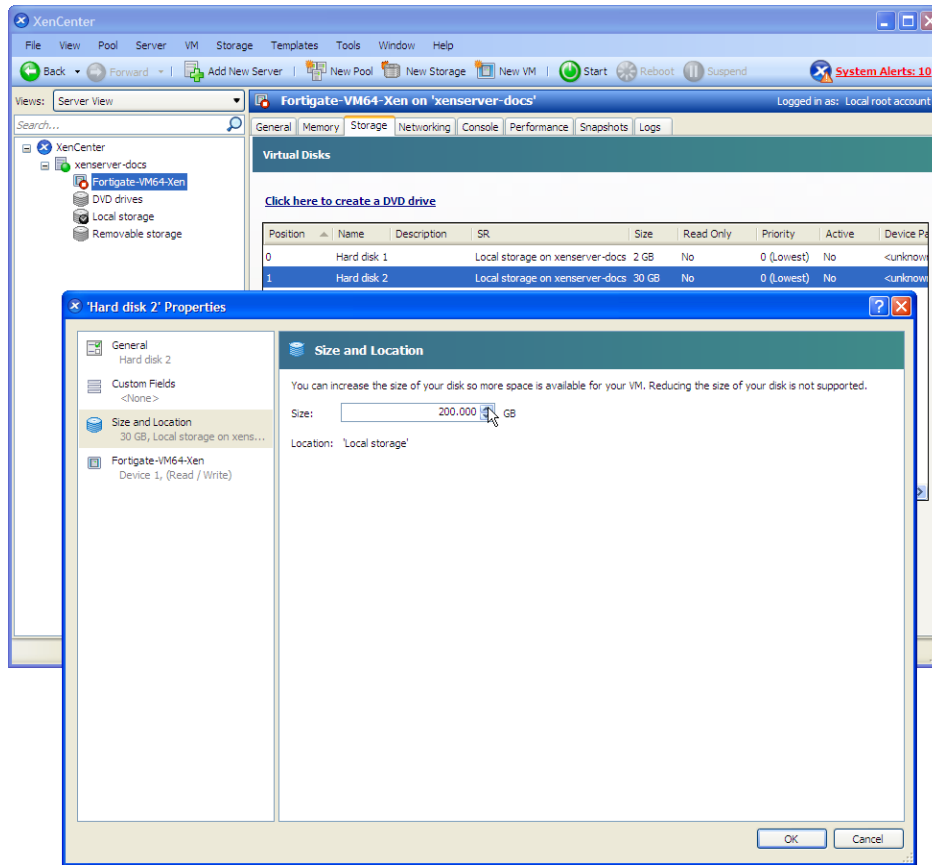 XenCenter
File View Pool Server VM Storage Templates Tools Window Help
Back Forward Add New Server New Pool New Storage New VM Start Reboot Suspend System Alerts: 10
Views: Server View
Fortigate-VM64-Xen on 'xenserver-docs' Logged in as: Local root account
Search...
General Memory Storage Networking Console Performance Snapshots Logs
XenCenter
xenserver-docs
Fortigate-VM64-Xen
DVD drives
Local storage
Removable storage
Virtual Disks
Click here to create a DVD drive
Position Name Description SR Size Read Only Priority Active Device Pa
0 Hard disk 1 Local storage on xenserver-docs 2 GB No 0 (Lowest) No <unknow
1 Hard disk 2 Local storage on xenserver-docs 30 GB No 0 (Lowest) No <unknow
'Hard disk 2' Properties
General
Hard disk 2
Custom Fields
<None>
Size and Location
30 GB, Local storage on xens...
Fortigate-VM64-Xen
Device 1, (Read / Write)
Size and Location
You can increase the size of your disk so more space is available for your VM. Reducing the size of your disk is not supported.
Size: 200.000 GB
Location: 'Local storage'
OK Cancel